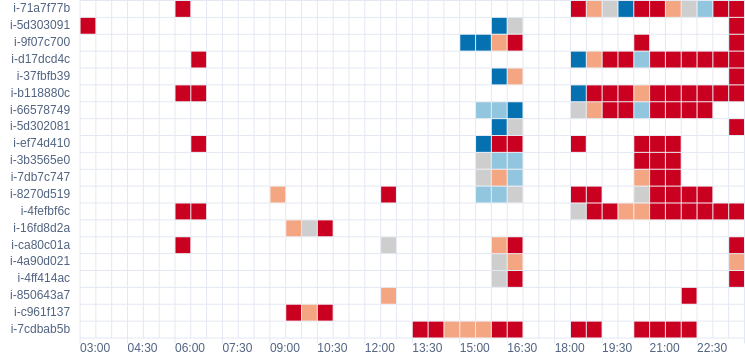 i-71a7f77b
i-5d303091
i-9f07c700
i-d17dcd4c
i-37fbfb39
i-b118880c
i-66578749
i-5d302081
i-ef74d410
i-3b3565e0
i-7db7c747
i-8270d519
i-4fefbf6c
i-16fd8d2a
i-ca80c01a
i-4a90d021
i-4ff414ac
i-850643a7
i-c961f137
i-7cdbab5b
03:00 04:30 06:00 07:30 09:00 10:30 12:00 13:30 15:00 16:30 18:00 19:30 21:00 22:30